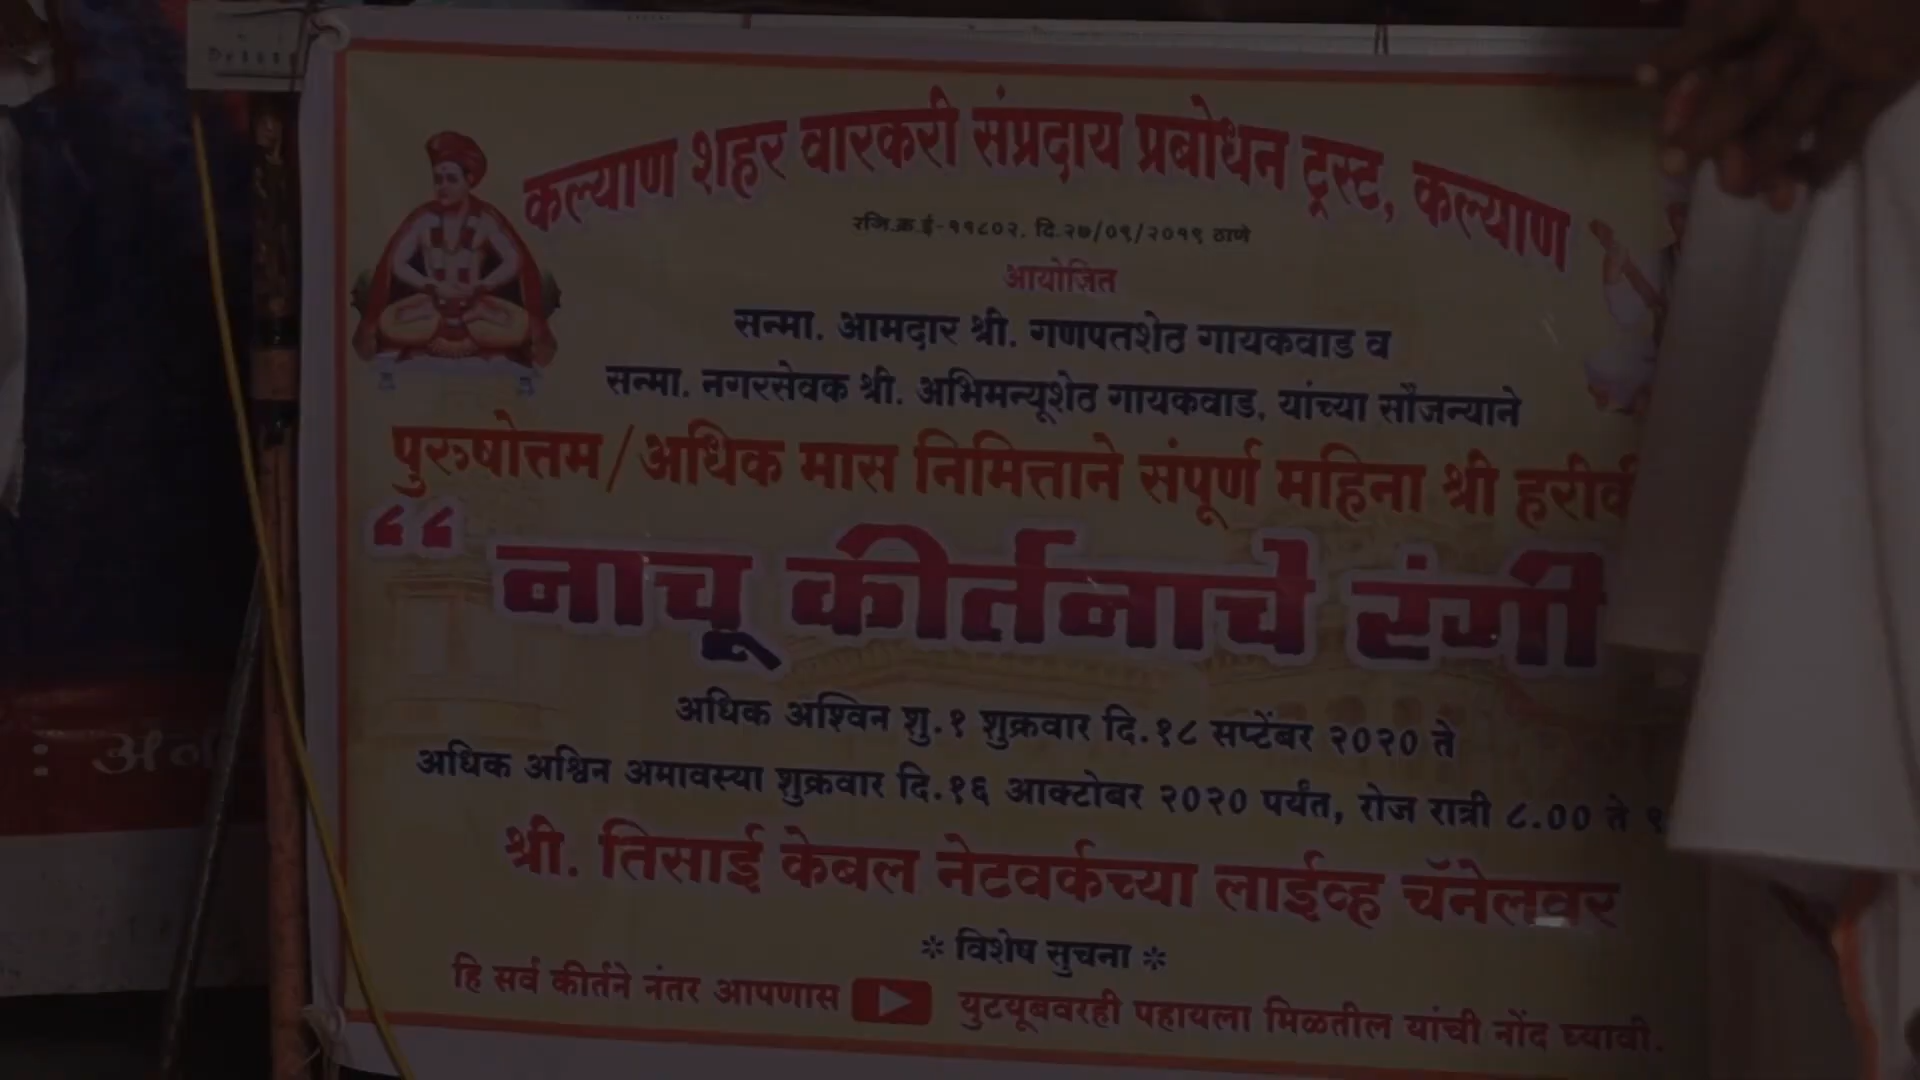 कल्याण शहर वारकरी संप्रदाय प्रबोधन ट्रस्ट, कल्याण
रजि.क्र.ई-११८०२, दि.२७/०९/२०१९ ठाणे
आयोजित
सन्मा. आमदार श्री. गणपतशेठ गायकवाड व
सन्मा. नगरसेवक श्री. अभिमन्यूशेठ गायकवाड, यांच्या सौजन्याने
पुरुषोत्तम/अधिक मास निमित्ताने संपूर्ण महिना श्री
“ नाचू कीर्तनाचे रंगी
अधिक अश्विन शु.१ शुक्रवार दि.१८ सप्टेंबर २०२० ते
अधिक अश्विन अमावस्या शुक्रवार दि.१६ आक्टोबर २०२० पर्यंत, रोज रात्री ८.00 ते
श्री. तिसाई केबल नेटवर्कच्या लाईव्ह चॅनेलवर
* विशेष सुचना *
हि सर्व कीर्तने नंतर आपणास युटयूबवरही पहायला मिळतील यांची नोंद घ्यावी.